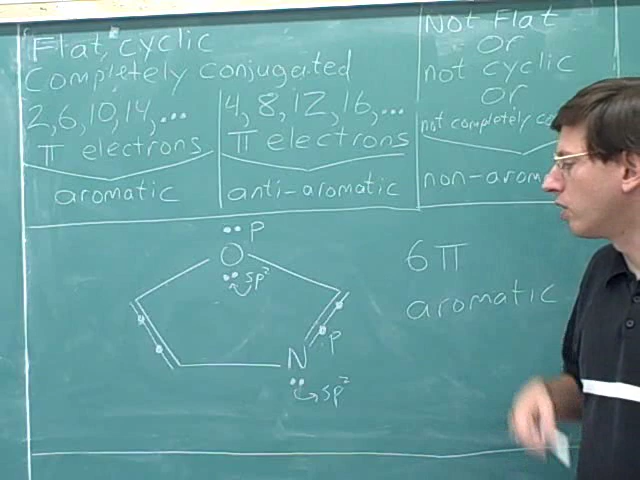 Flat, cyclic
Completely conjugated
2, 6, 10, 14, ...
π electrons
aromatic
4, 8, 12, 16, ...
π electrons
anti-aromatic
Not Flat
or
not cyclic
or
not completely
non-arom
p
O
sp²
p
N
sp²
6π
aromatic